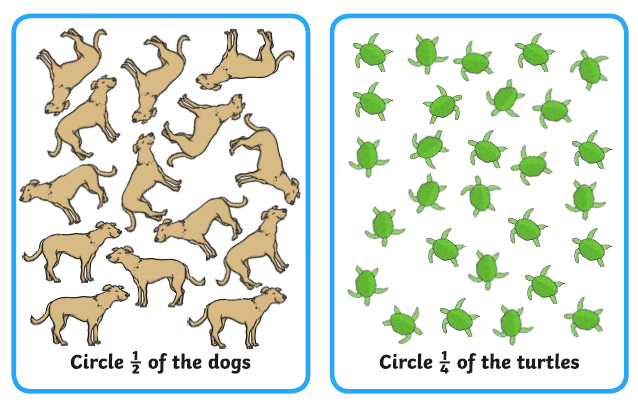 Circle 1/2 of the dogs
Circle 1/4 of the turtles